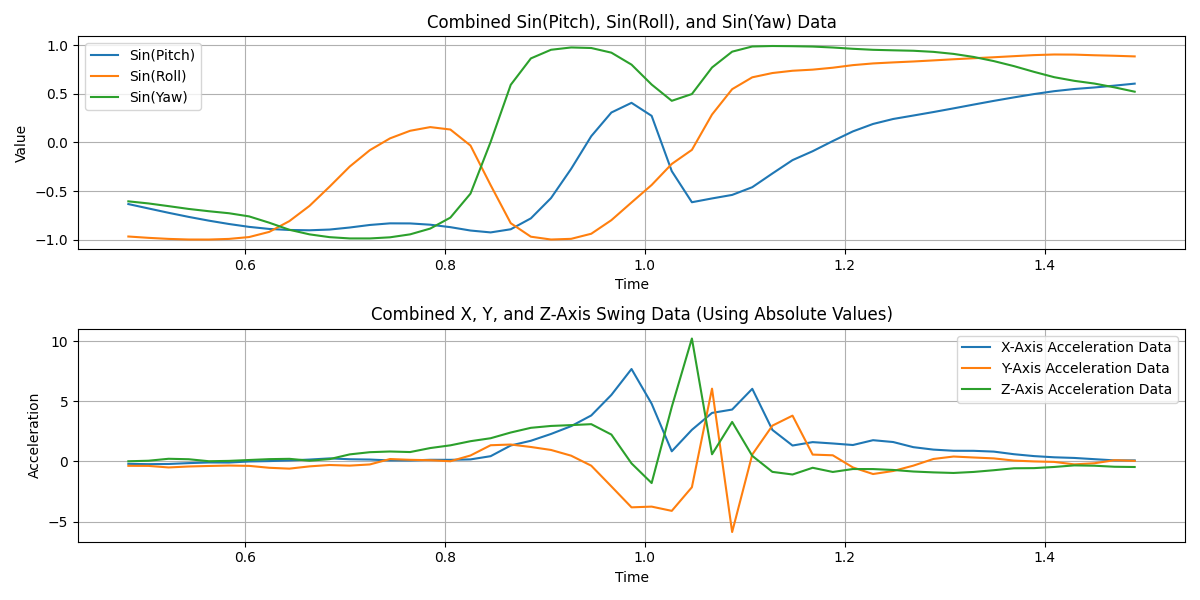 Combined Sin(Pitch), Sin(Roll), and Sin(Yaw) Data
1.0
0.5
0.0
−0.5
−1.0
Value
Sin(Pitch)
Sin(Roll)
Sin(Yaw)
0.6 0.8 1.0 1.2 1.4
Time
Combined X, Y, and Z-Axis Swing Data (Using Absolute Values)
10
5
0
−5
Acceleration
X-Axis Acceleration Data
Y-Axis Acceleration Data
Z-Axis Acceleration Data
0.6 0.8 1.0 1.2 1.4
Time